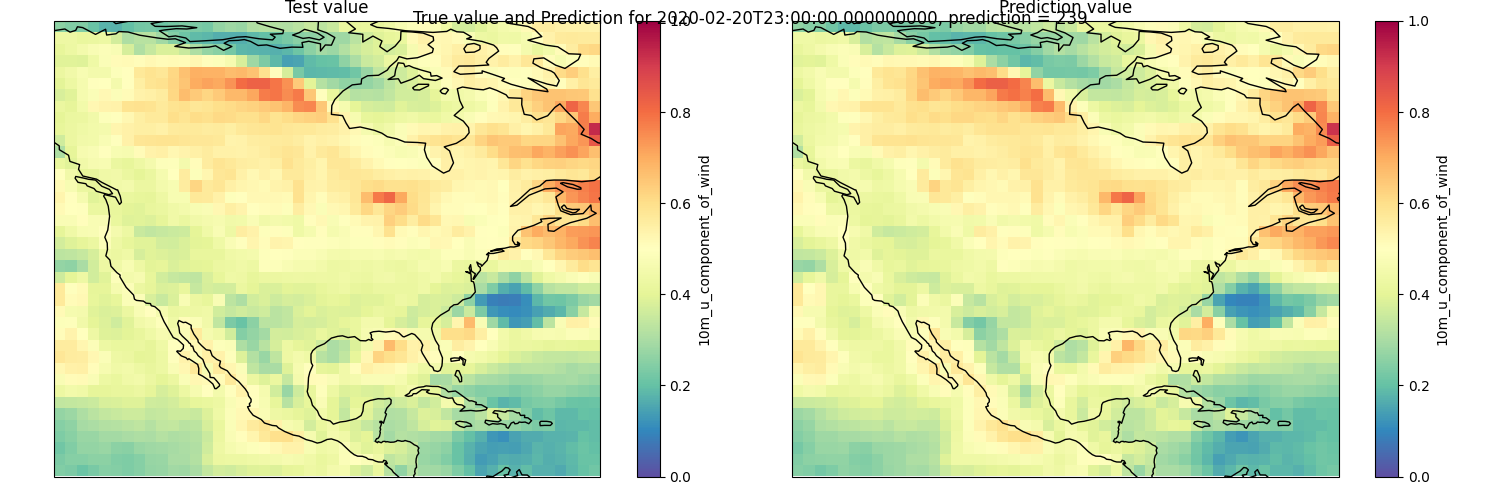 Test value
True value and Prediction for 2020-02-20T23:00:00.000000000, prediction = 239
Prediction value
1.0
0.8
0.6
0.4
0.2
0.0
10m_u_component_of_wind
1.0
0.8
0.6
0.4
0.2
0.0
10m_u_component_of_wind